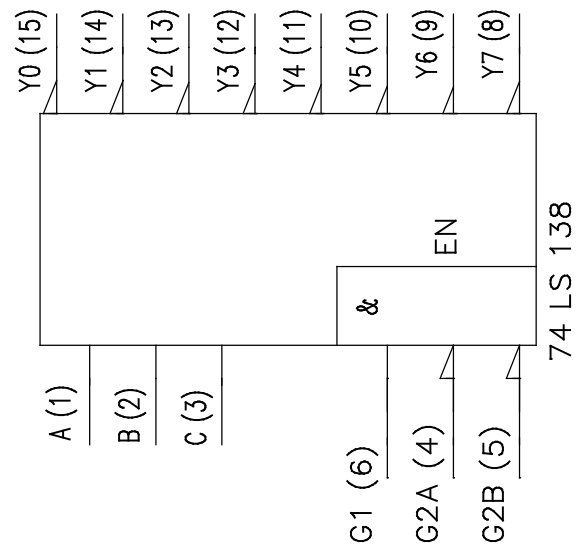 Y0 (15)
Y1 (14)
Y2 (13)
Y3 (12)
Y4 (11)
Y5 (10)
Y6 (9)
Y7 (8)
A (1)
B (2)
C (3)
&
EN
G1 (6)
G2A (4)
G2B (5)
74 LS 138